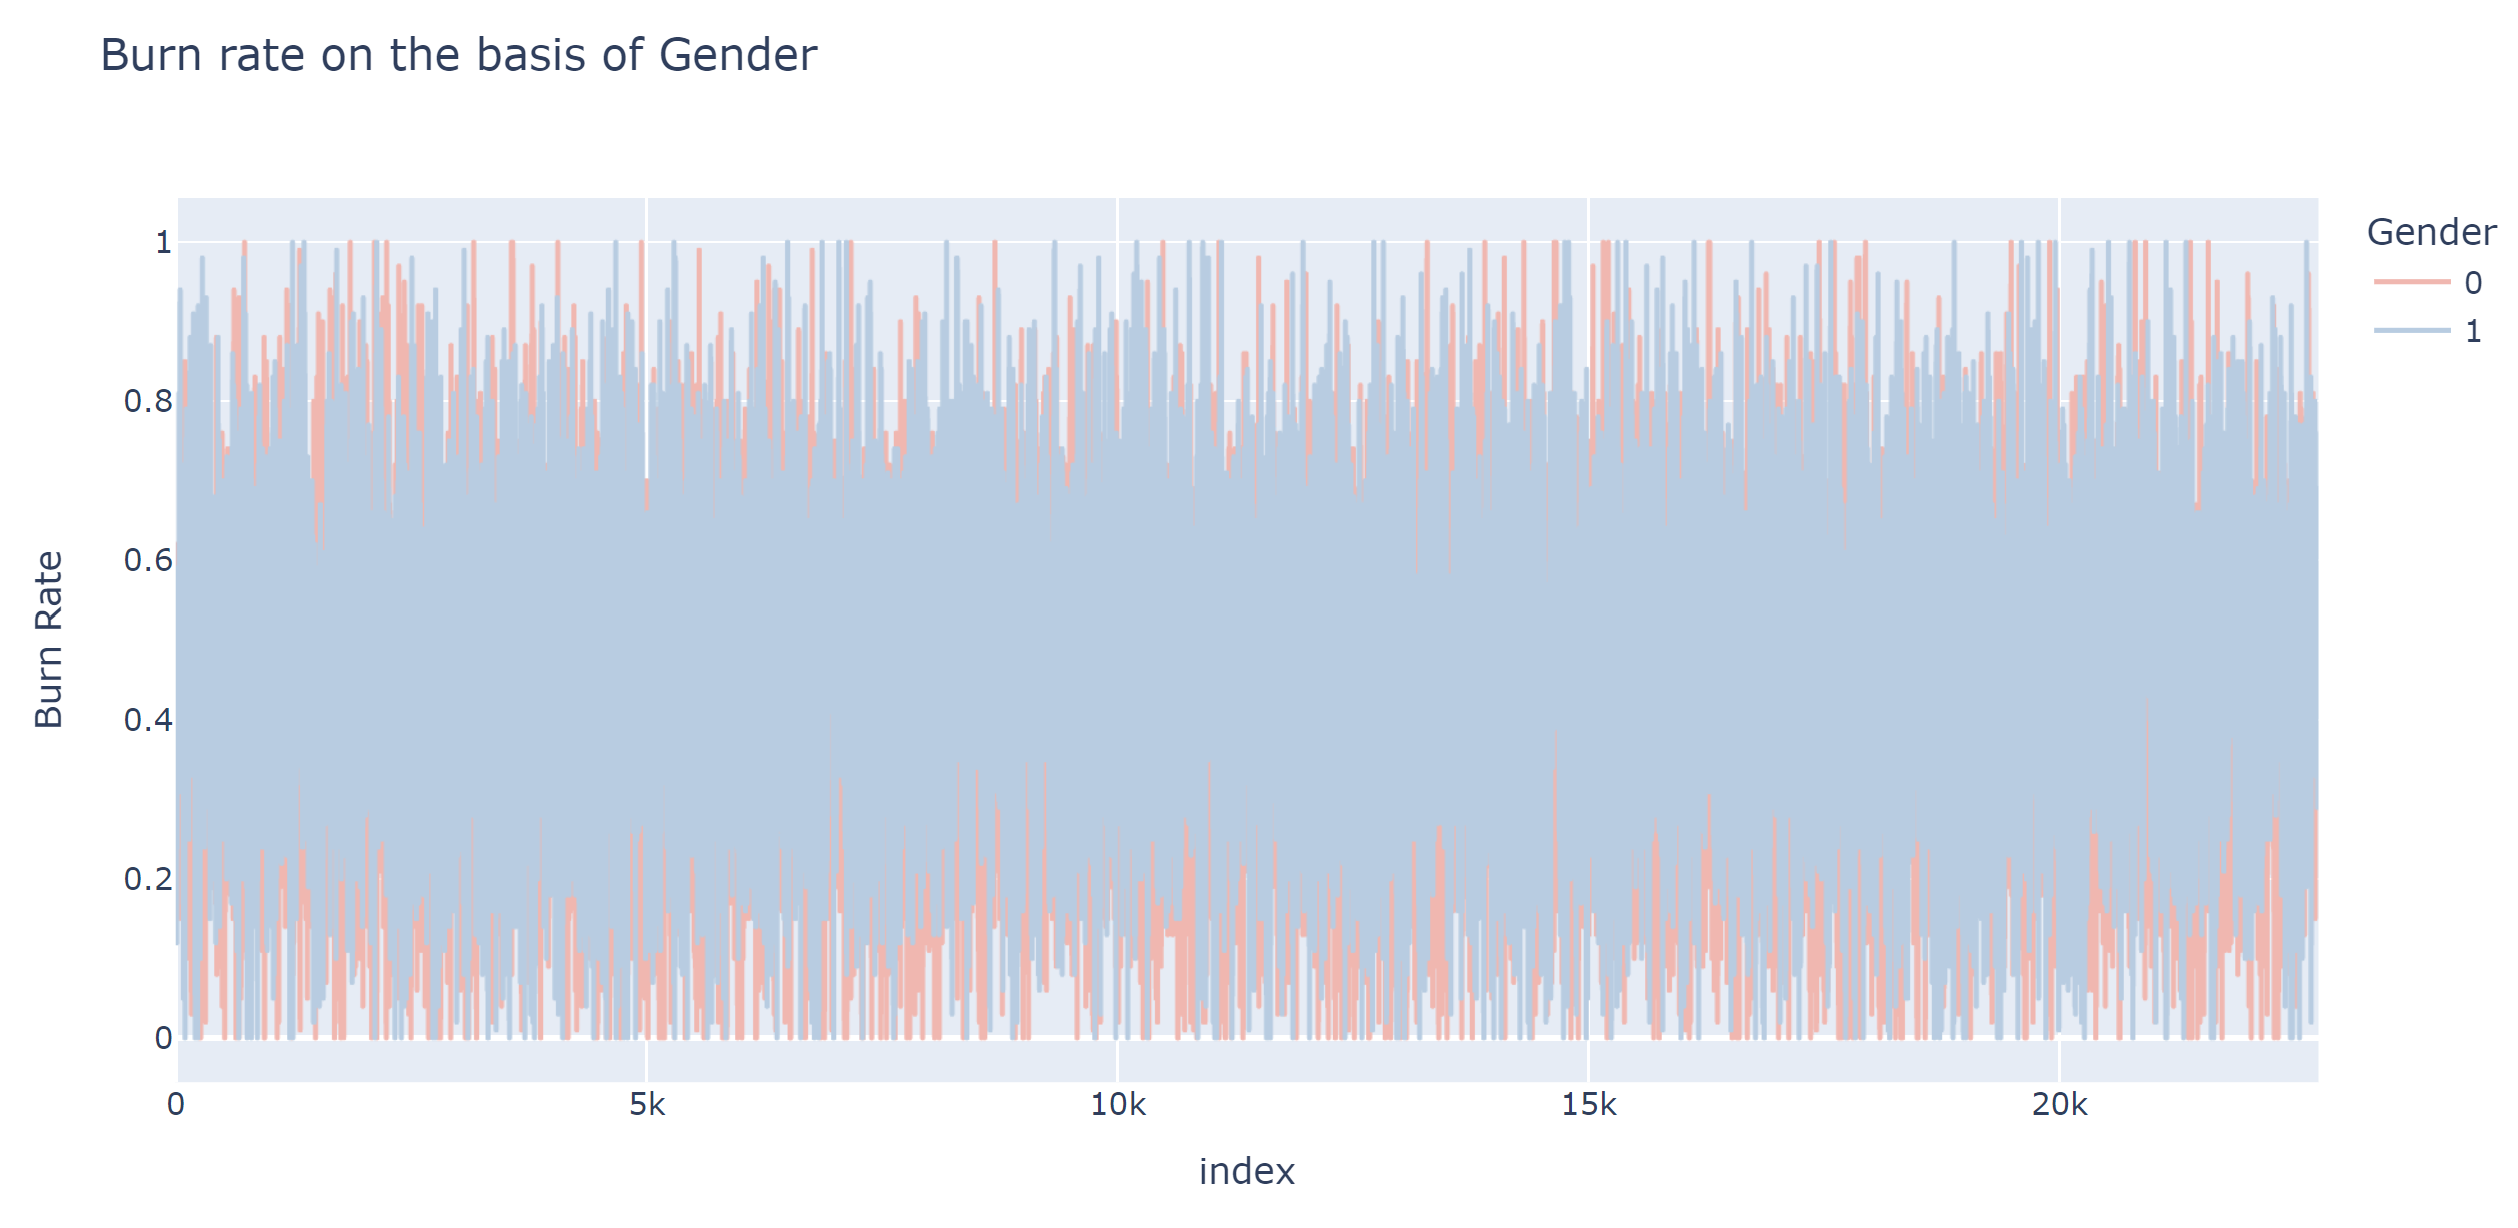 Burn rate on the basis of Gender
Gender
0
1
1
0.8
0.6
0.4
0.2
0
Burn Rate
0
5k
10k
15k
20k
index